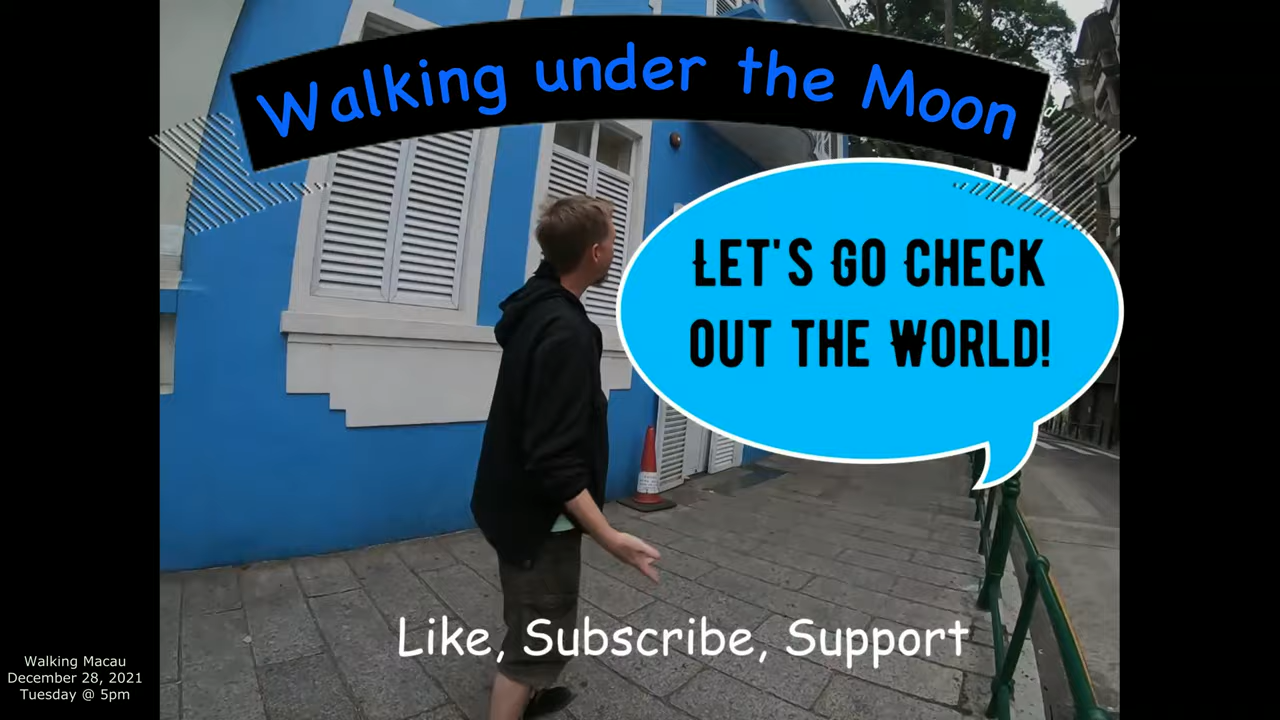 Walking under the Moon
LET'S GO CHECK
OUT THE WORLD!
Like, Subscribe, Support
Walking Macau
December 28, 2021
Tuesday @ 5pm